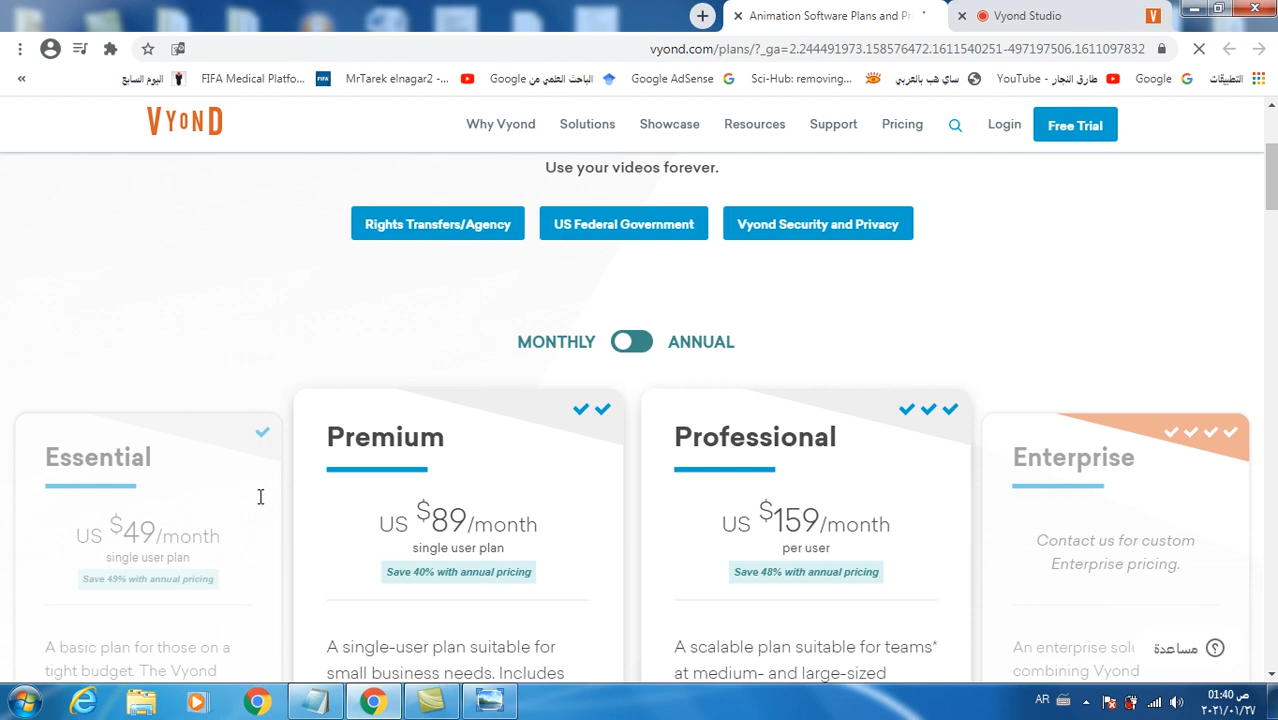 Animation Software Plans and Pr
Vyond Studio
vyond.com/plans/?_ga=2.244491973.158576472.1611540251-497197506.1611097832
«
اليوم السابع
FIFA Medical Platfo...
MrTarek elnagar2 -...
الباحث العلمي من Google
Google AdSense
Sci-Hub: removing...
ساي هب بالعربي
طارق النجار - YouTube
Google
التطبيقات
VYOND
Why Vyond
Solutions
Showcase
Resources
Support
Pricing
Login
Free Trial
Use your videos forever.
Rights Transfers/Agency
US Federal Government
Vyond Security and Privacy
MONTHLY
ANNUAL
Essential
US $49/month
single user plan
Save 49% with annual pricing
A basic plan for those on a
tight budget. The Vyond
Premium
US $89/month
single user plan
Save 40% with annual pricing
A single-user plan suitable for
small business needs. Includes
Professional
US $159/month
per user
Save 48% with annual pricing
A scalable plan suitable for teams*
at medium- and large-sized
Enterprise
Contact us for custom
Enterprise pricing.
An enterprise solu
combining Vyond
مساعدة
AR
01:40 ص
٢٠٢١/٠١/٢٧